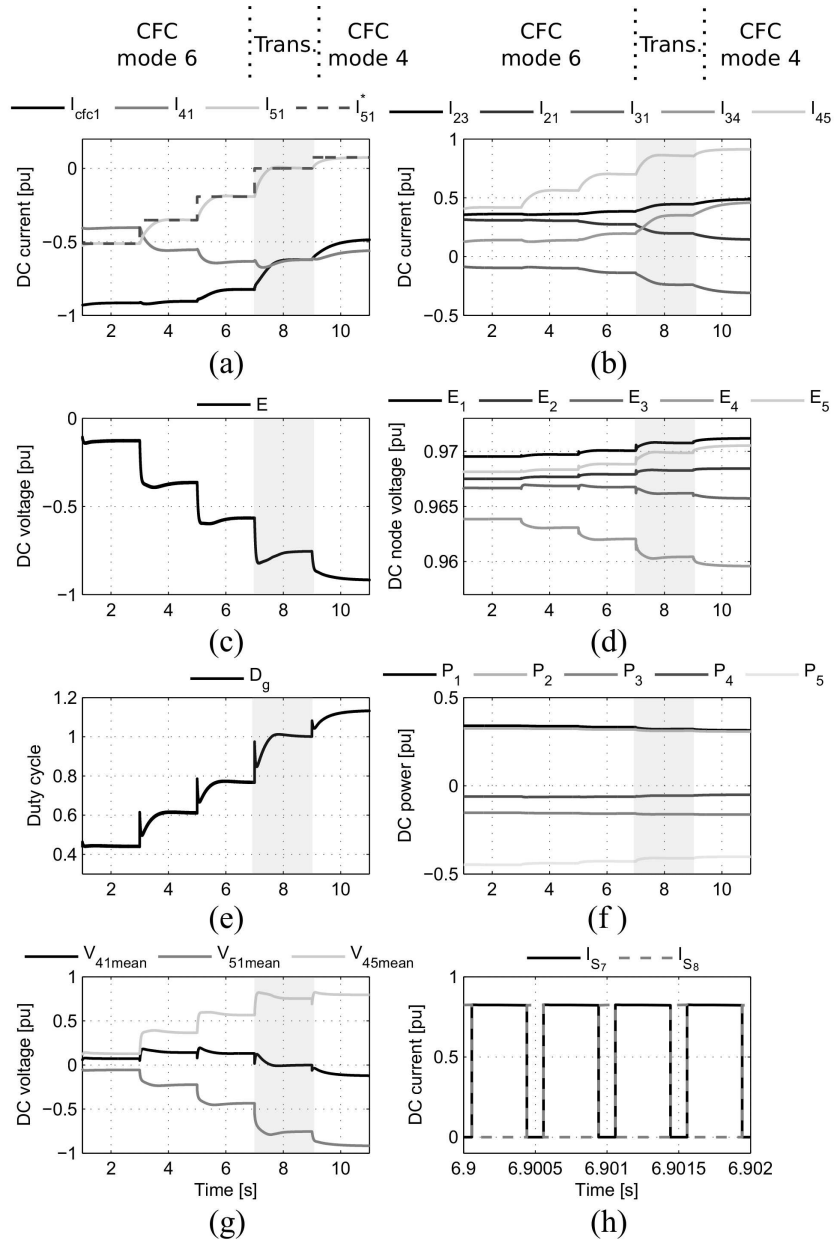 CFC mode 6 Trans. CFC mode 4 CFC mode 6 Trans. CFC mode 4
I_cfc1 I_41 I_51 I*_51 I_23 I_21 I_31 I_34 I_45
DC current [pu]
0
−0.5
−1
2 4 6 8 10
(a)
DC current [pu]
1
0.5
0
−0.5
2 4 6 8 10
(b)
E
DC voltage [pu]
0
−0.5
−1
2 4 6 8 10
(c)
E_1 E_2 E_3 E_4 E_5
DC node voltage [pu]
0.97
0.965
0.96
2 4 6 8 10
(d)
D_g
Duty cycle
1.2
1
0.8
0.6
0.4
2 4 6 8 10
(e)
P_1 P_2 P_3 P_4 P_5
DC power [pu]
0.5
0
−0.5
2 4 6 8 10
(f)
V_41mean V_51mean V_45mean
DC voltage [pu]
1
0.5
0
−0.5
−1
2 4 6 8 10
Time [s]
(g)
I_S7 I_S8
DC current [pu]
1
0.5
0
6.9 6.9005 6.901 6.9015 6.902
Time [s]
(h)